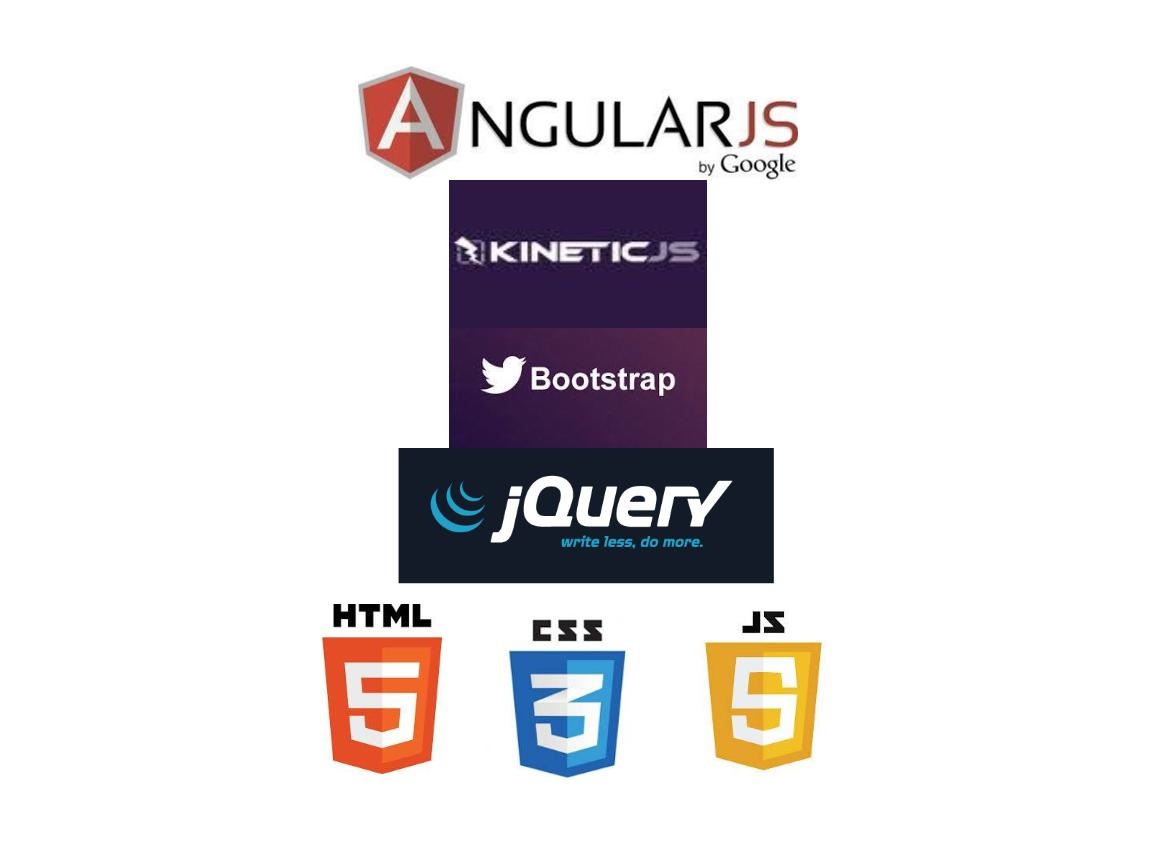 ANGULARJS
by Google
KINETICJS
Bootstrap
jQuery
write less, do more.
HTML CSS JS
5 3 5